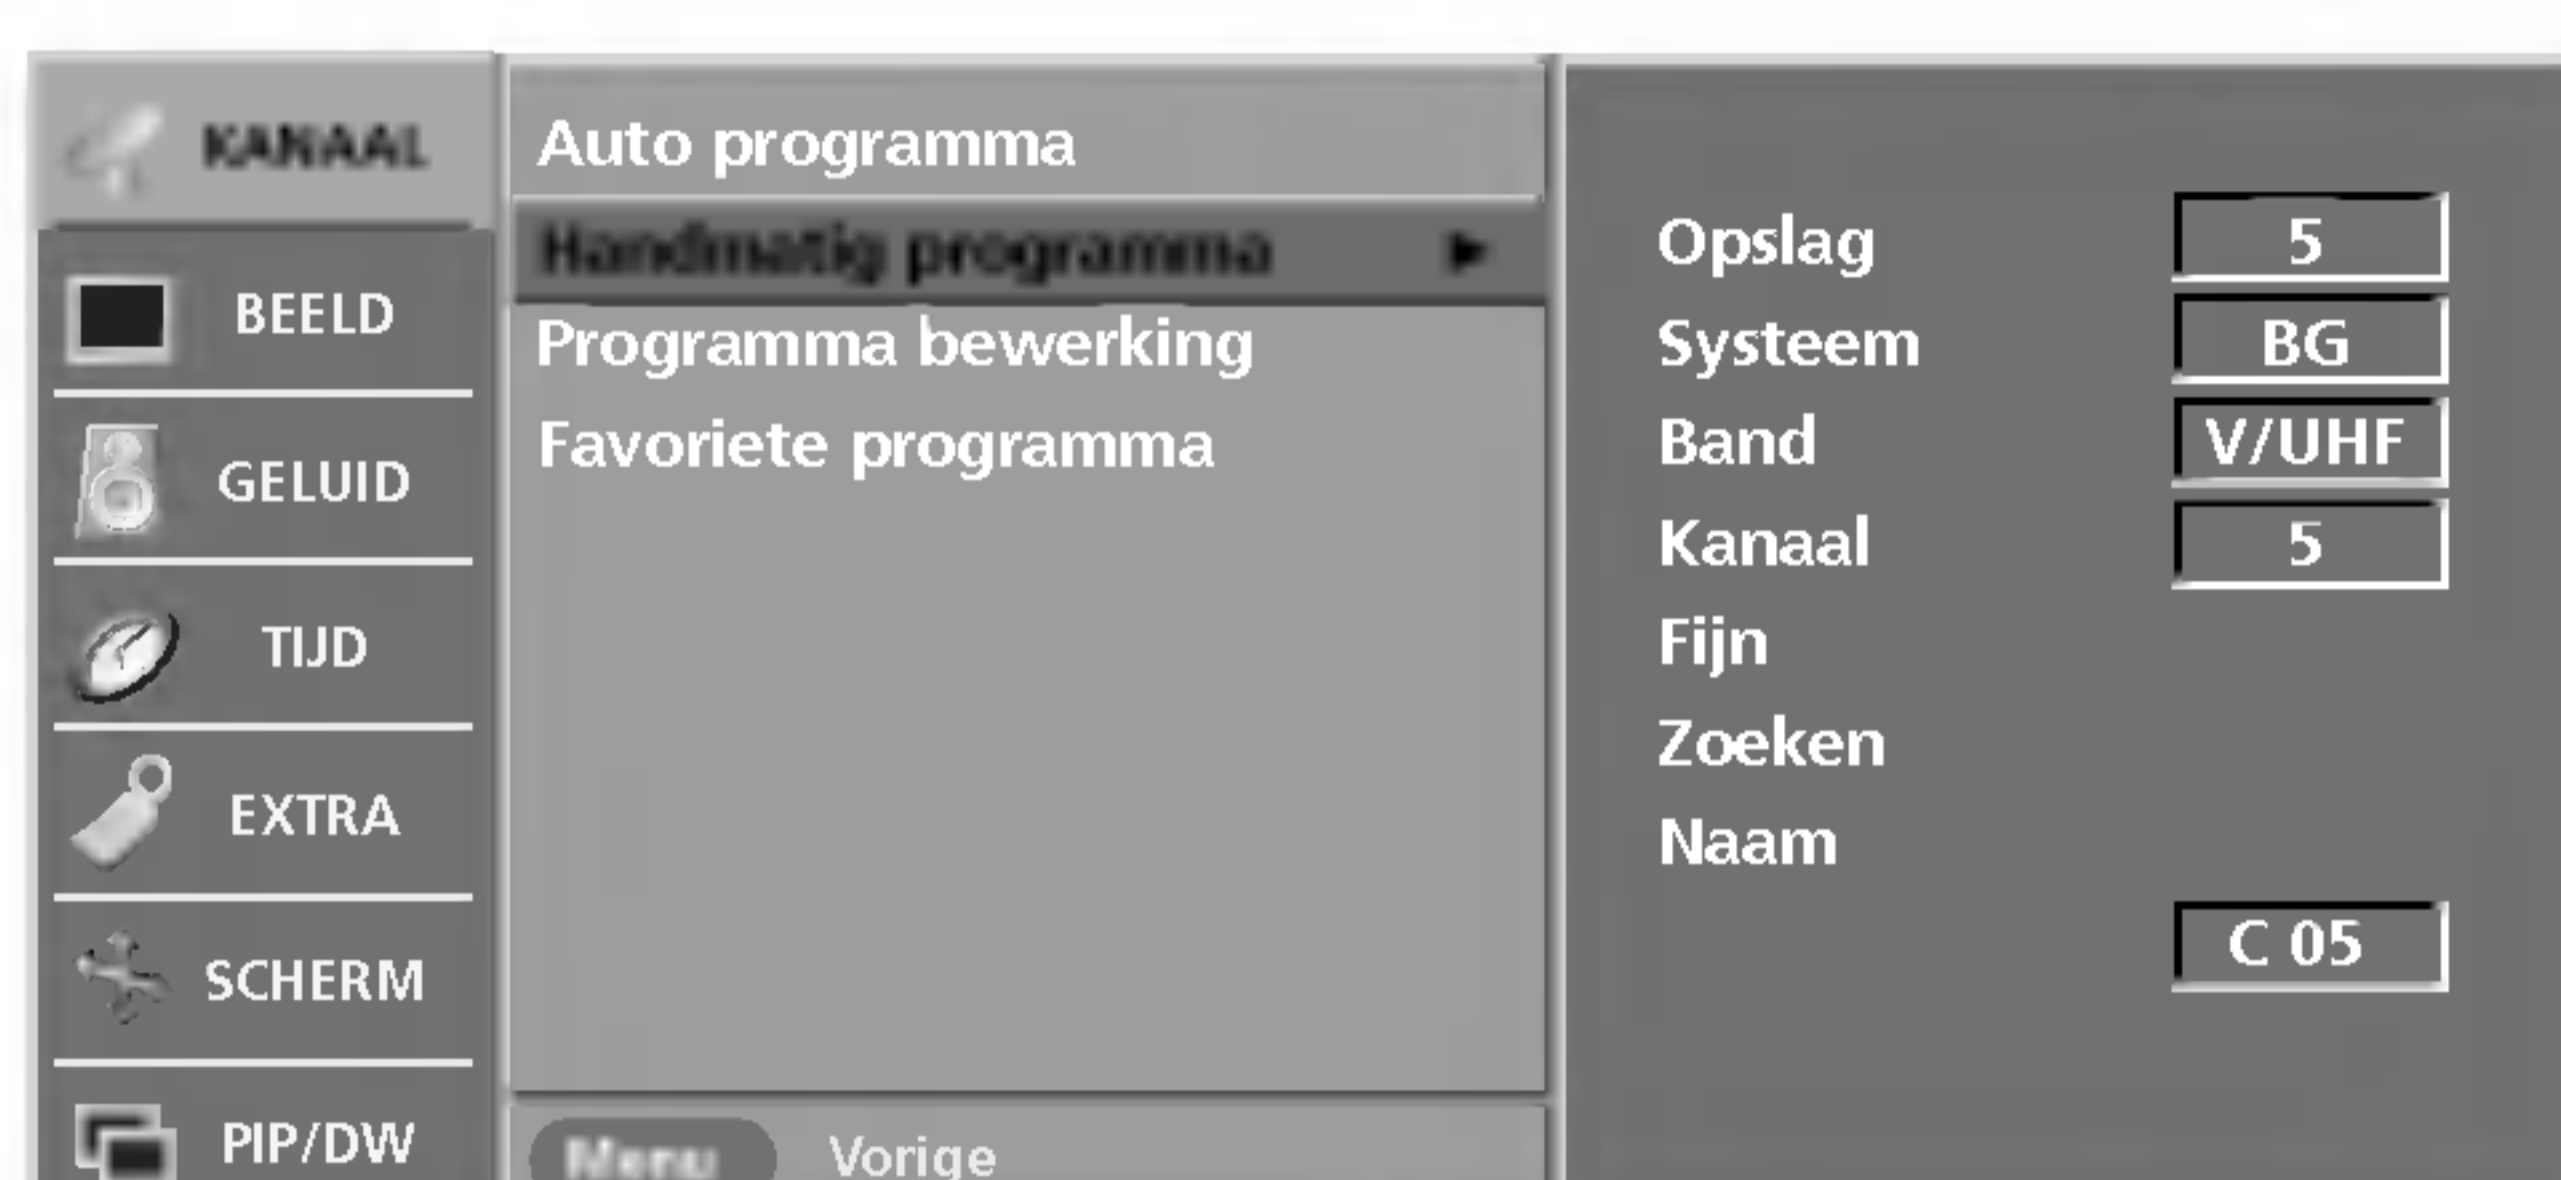 KANAAL
BEELD
GELUID
TIJD
EXTRA
SCHERM
PIP/DW
Auto programma
Handmatig programma
Programma bewerking
Favoriete programma
Menu Vorige
Opslag 5
Systeem BG
Band V/UHF
Kanaal 5
Fijn
Zoeken
Naam
C 05